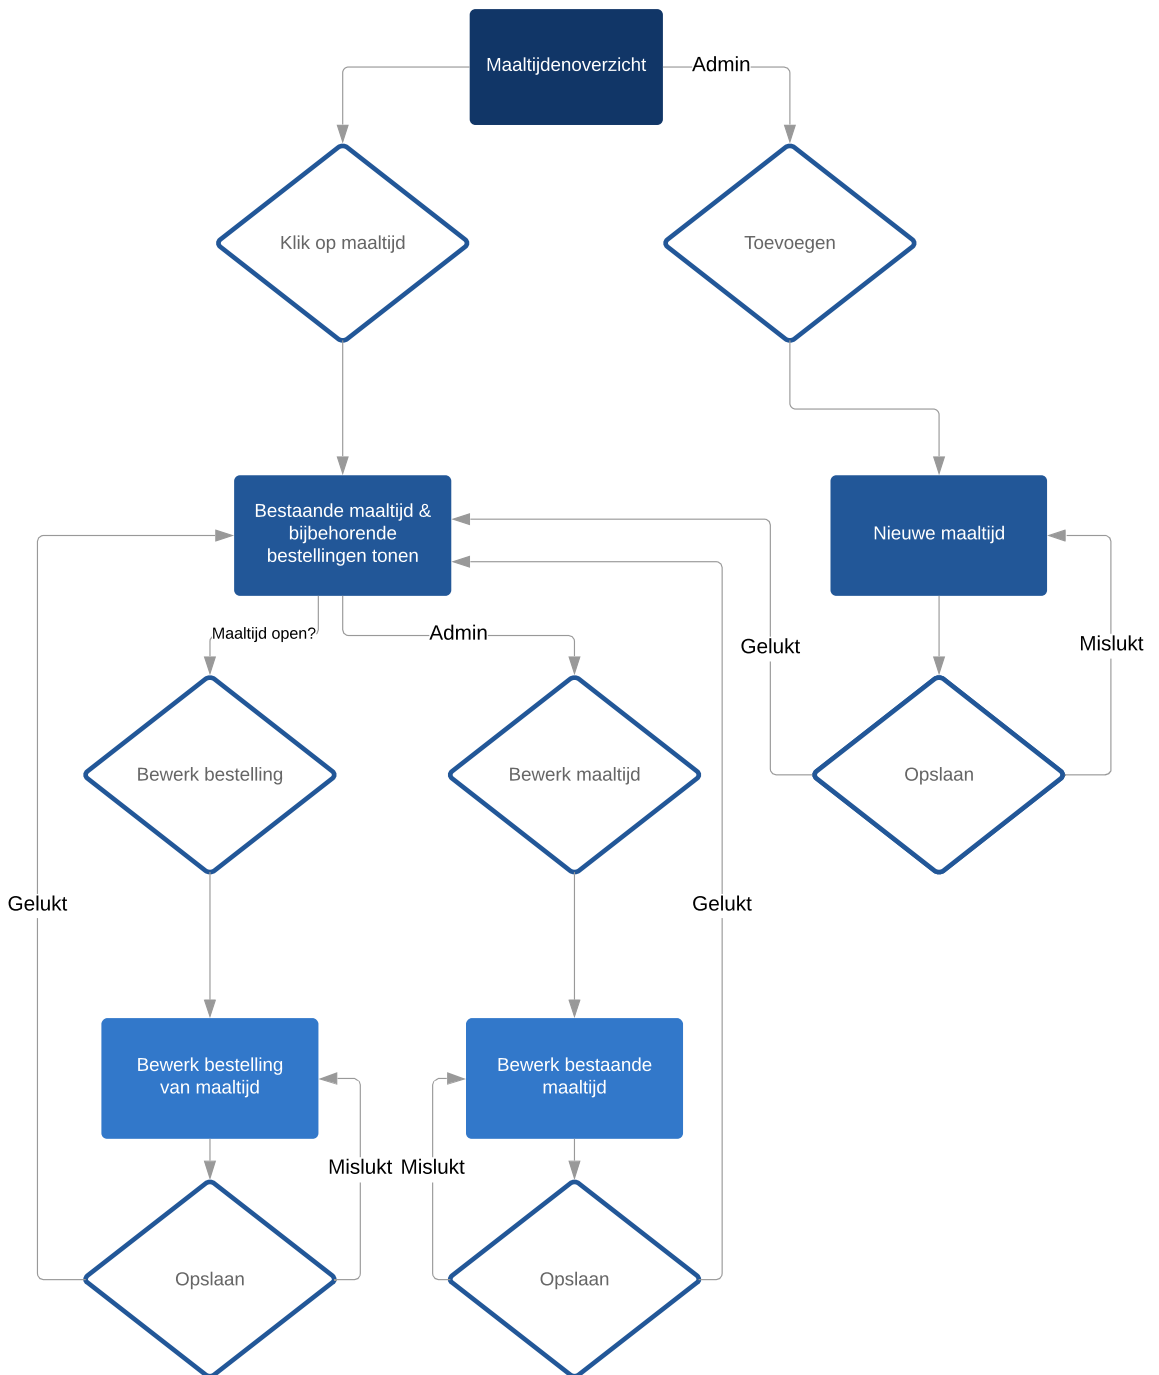 Maaltijdenoverzicht
Admin
Klik op maaltijd
Toevoegen
Bestaande maaltijd &
bijbehorende
bestellingen tonen
Nieuwe maaltijd
Maaltijd open?
Admin
Gelukt
Mislukt
Bewerk bestelling
Bewerk maaltijd
Opslaan
Gelukt
Gelukt
Bewerk bestelling
van maaltijd
Bewerk bestaande
maaltijd
Mislukt
Mislukt
Opslaan
Opslaan